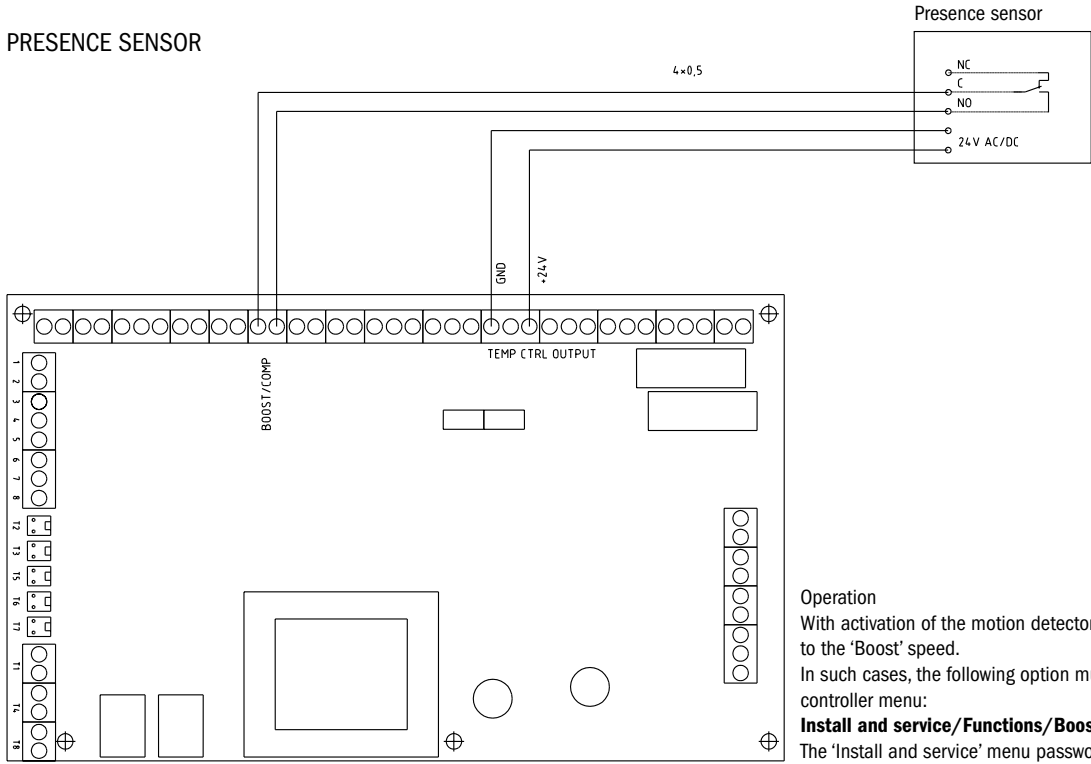 Presence sensor
PRESENCE SENSOR
4×0,5
NC
C
NO
24V AC/DC
GND
+24V
TEMP CTRL OUTPUT
BOOST/COMP
1
2
3
4
5
6
7
8
T2
T3
T5
T6
T7
T1
T4
T8
Operation
With activation of the motion detector
to the ‘Boost’ speed.
In such cases, the following option
controller menu:
Install and service/Functions/
The ‘Install and service’ menu